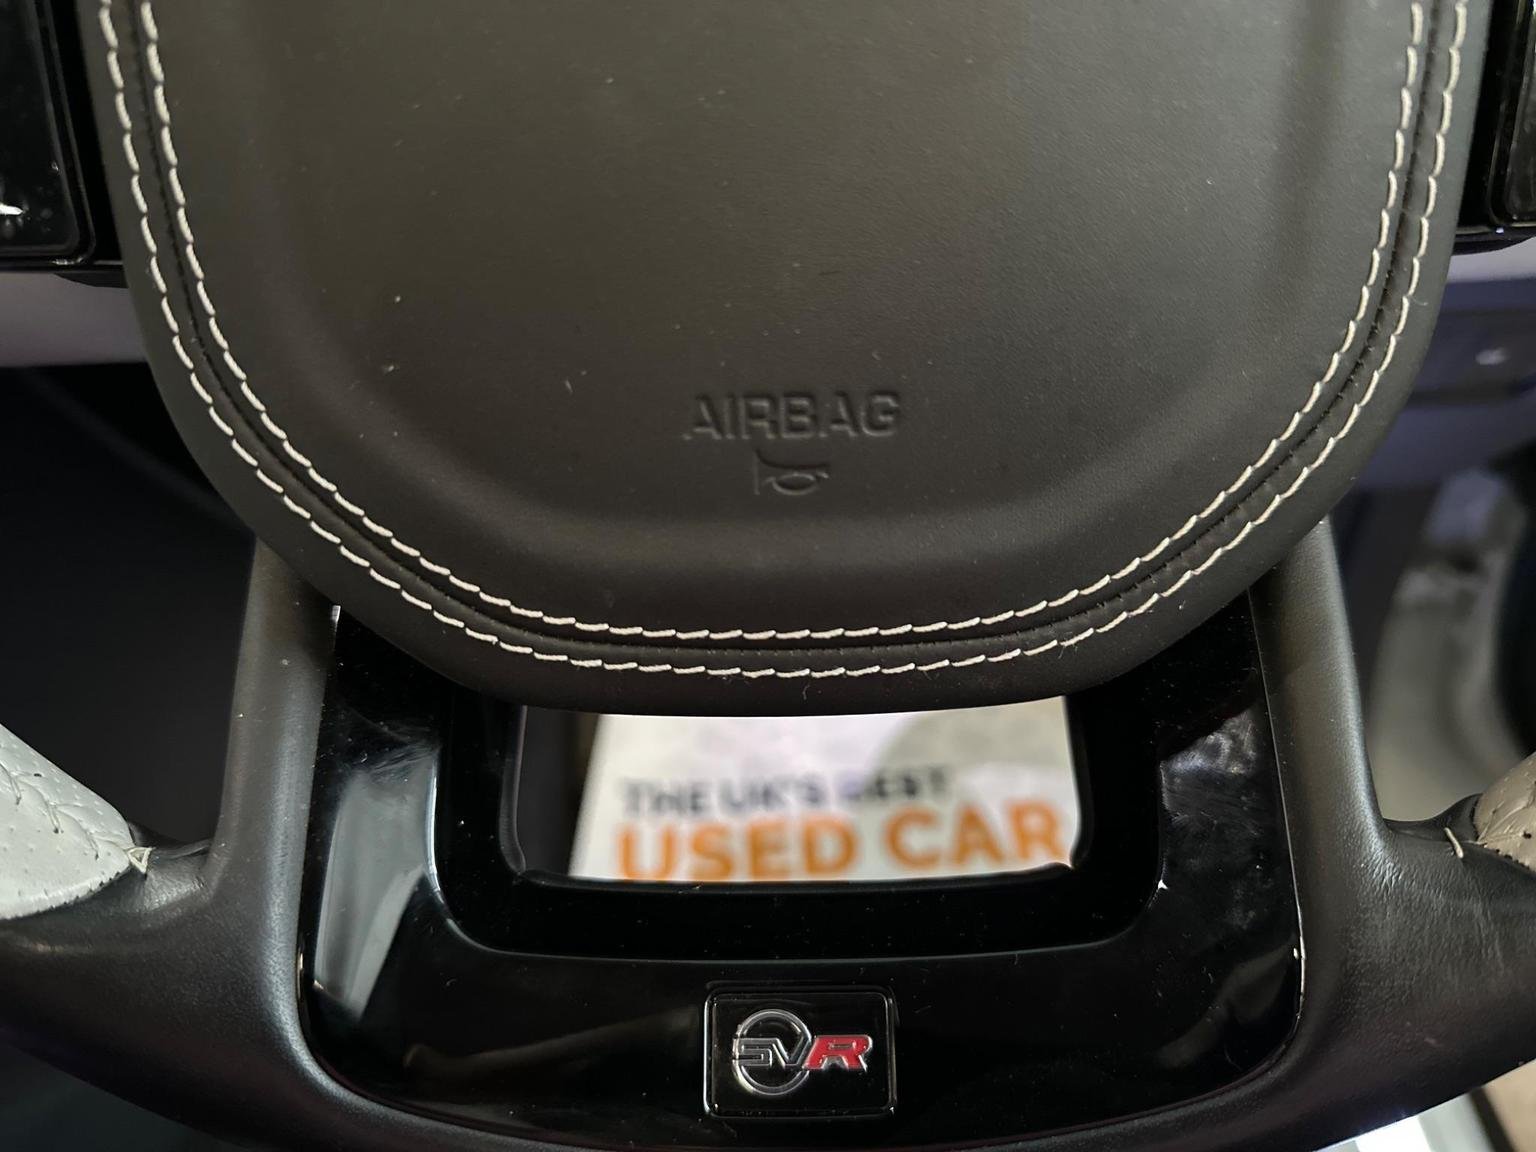 AIRBAG
THE UK'S BEST
USED CAR
SVR